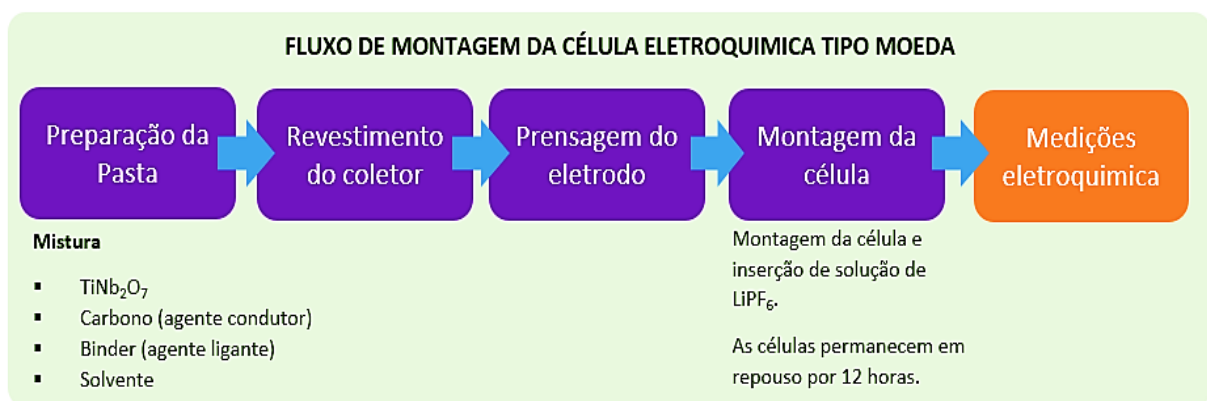 FLUXO DE MONTAGEM DA CÉLULA ELETROQUIMICA TIPO MOEDA
Preparação da
Pasta
Revestimento
do coletor
Prensagem do
eletrodo
Montagem da
célula
Medições
eletroquimica
Mistura
▪ TiNb₂O₇
▪ Carbono (agente condutor)
▪ Binder (agente ligante)
▪ Solvente
Montagem da célula e
inserção de solução de
LiPF₆.
As células permanecem em
repouso por 12 horas.